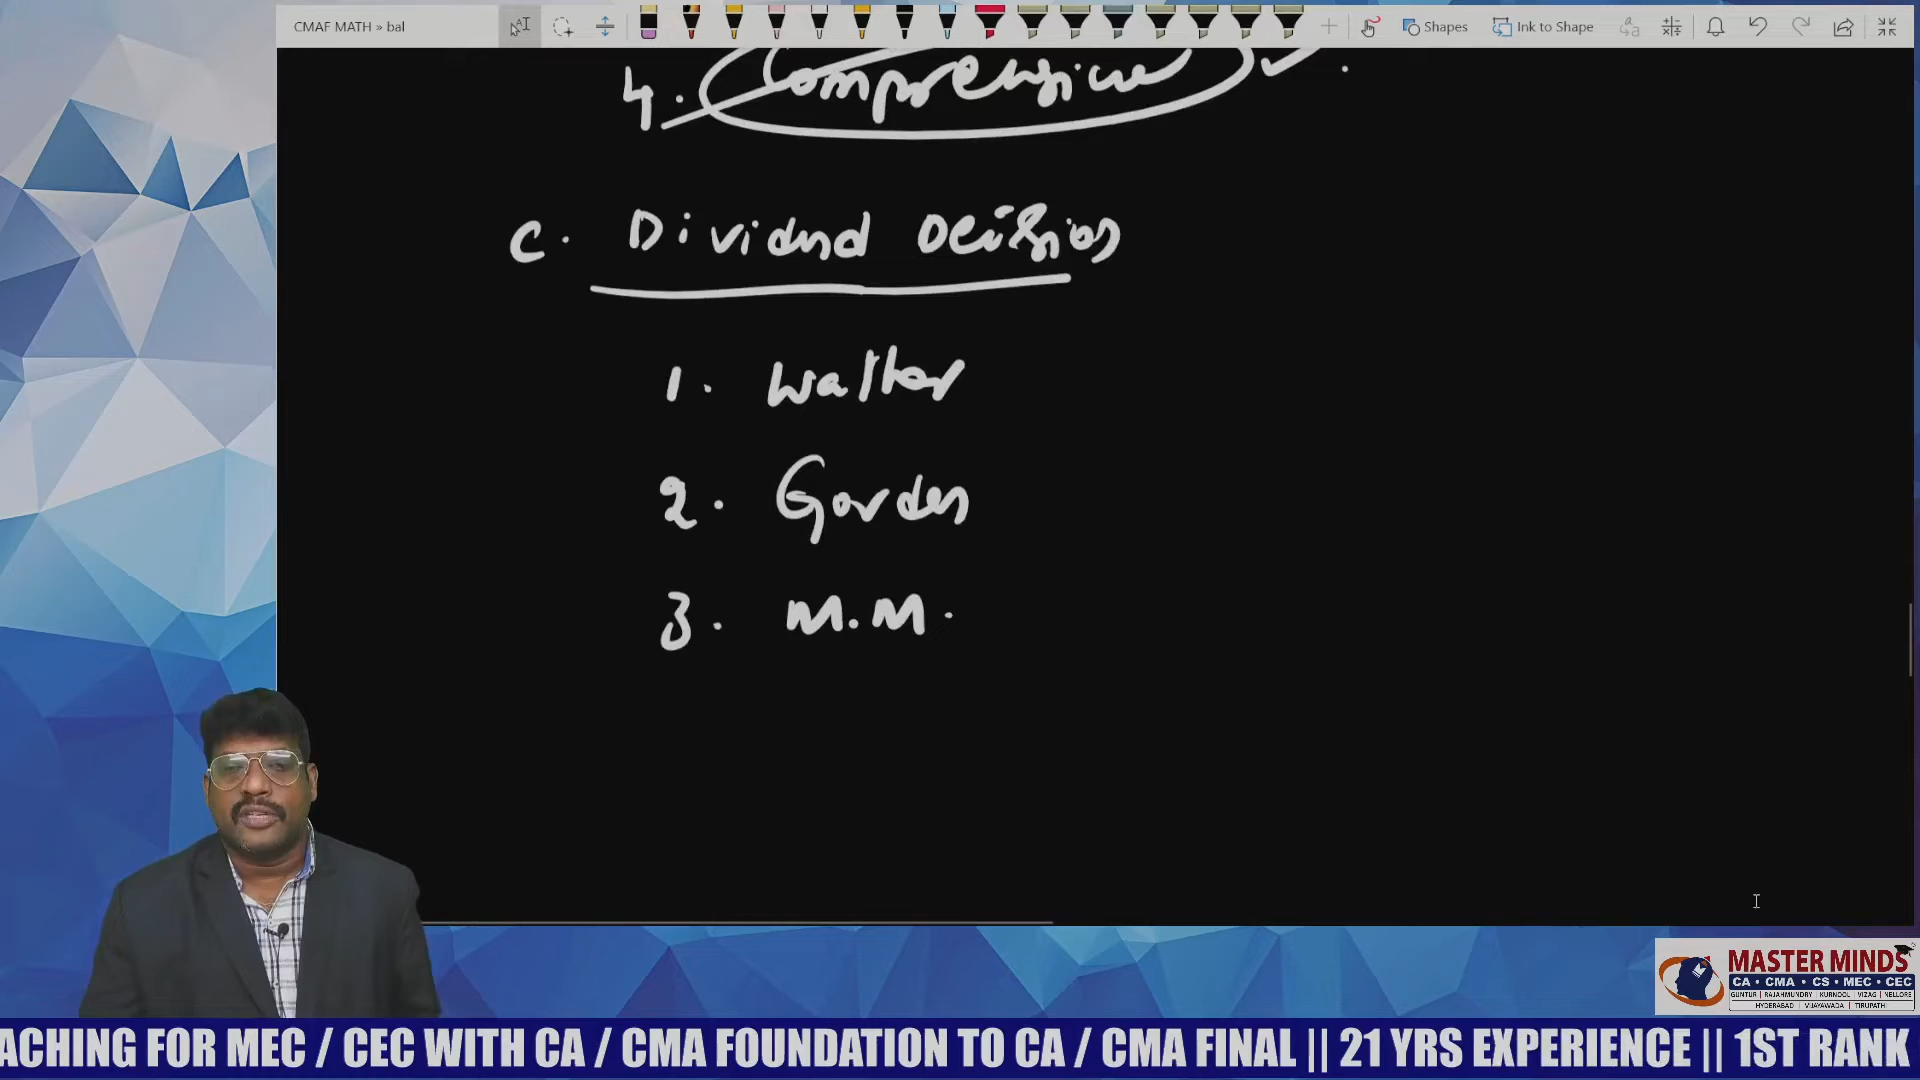 CMAF MATH » bal
Shapes
Ink to Shape
4. Comprehensive
C. Dividend Decision
1. Walter
2. Gorden
3. M.M.
MASTER MINDS
CA • CMA • CS • MEC • CEC
GUNTUR | RAJAHMUNDRY | KURNOOL | VIZAG | NELLORE
HYDERABAD | VIJAYAWADA | TIRUPATHI
ACHING FOR MEC / CEC WITH CA / CMA FOUNDATION TO CA / CMA FINAL || 21 YRS EXPERIENCE || 1ST RANK